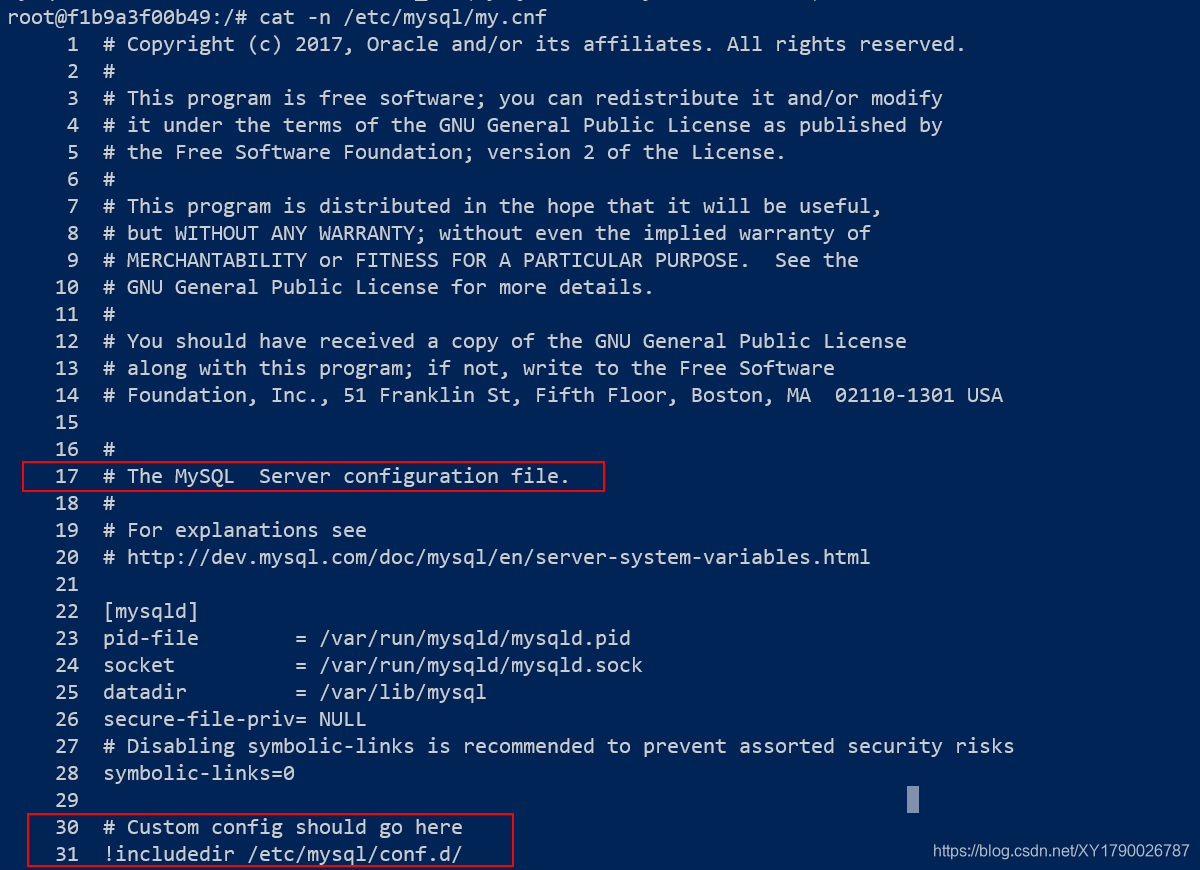 root@f1b9a3f00b49:/# cat -n /etc/mysql/my.cnf
1 # Copyright (c) 2017, Oracle and/or its affiliates. All rights reserved.
2 #
3 # This program is free software; you can redistribute it and/or modify
4 # it under the terms of the GNU General Public License as published by
5 # the Free Software Foundation; version 2 of the License.
6 #
7 # This program is distributed in the hope that it will be useful,
8 # but WITHOUT ANY WARRANTY; without even the implied warranty of
9 # MERCHANTABILITY or FITNESS FOR A PARTICULAR PURPOSE.  See the
10 # GNU General Public License for more details.
11 #
12 # You should have received a copy of the GNU General Public License
13 # along with this program; if not, write to the Free Software
14 # Foundation, Inc., 51 Franklin St, Fifth Floor, Boston, MA  02110-1301 USA
15
16 #
17 # The MySQL  Server configuration file.
18 #
19 # For explanations see
20 # http://dev.mysql.com/doc/mysql/en/server-system-variables.html
21
22 [mysqld]
23 pid-file        = /var/run/mysqld/mysqld.pid
24 socket          = /var/run/mysqld/mysqld.sock
25 datadir         = /var/lib/mysql
26 secure-file-priv= NULL
27 # Disabling symbolic-links is recommended to prevent assorted security risks
28 symbolic-links=0
29
30 # Custom config should go here
31 !includedir /etc/mysql/conf.d/
https://blog.csdn.net/XY1790026787